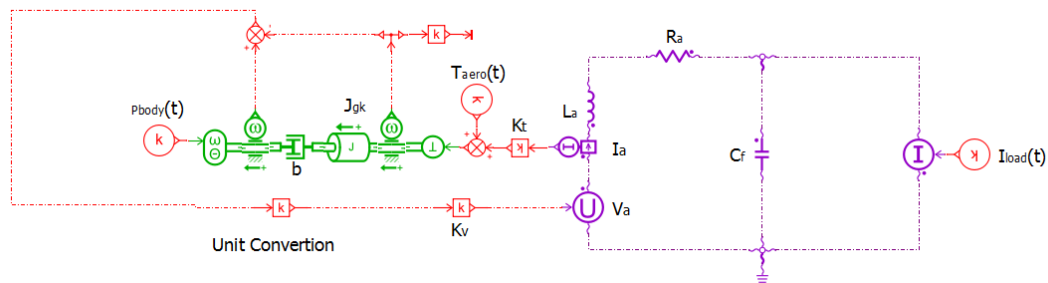 k
Ra
Taero(t)
k
Pbody(t)
Jgk
La
ω
ω
Kt
k
ω
Θ
J
T
k
I
Ia
Cf
I
k
Iload(t)
b
k
k
U
Va
Kv
Unit Convertion